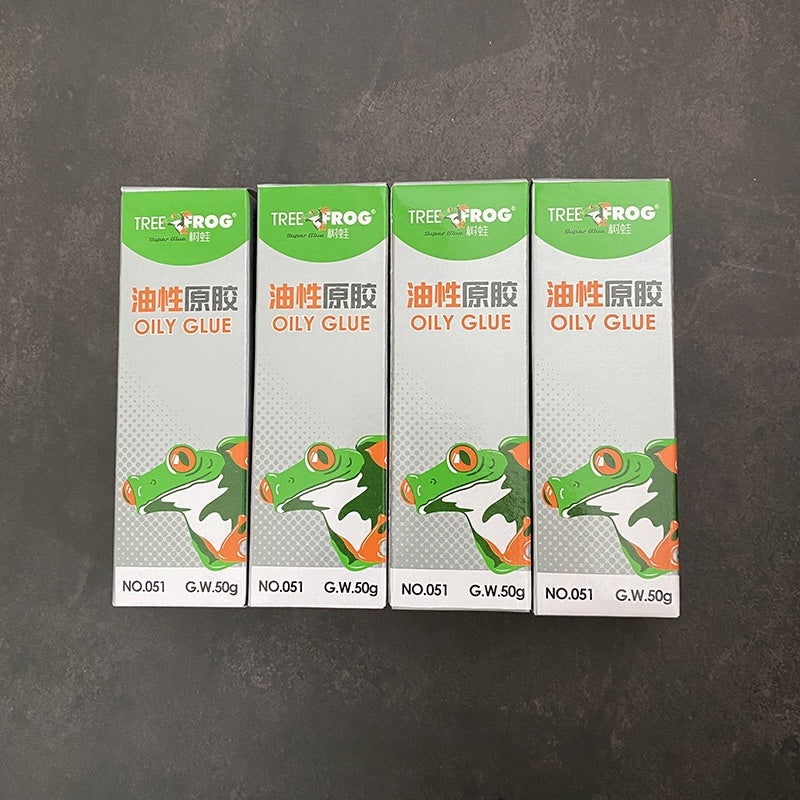 TREE FROG®
Super Glue 树蛙
油性原胶
OILY GLUE
NO.051 G.W.50g
TREE FROG®
Super Glue 树蛙
油性原胶
OILY GLUE
NO.051 G.W.50g
TREE FROG®
Super Glue 树蛙
油性原胶
OILY GLUE
NO.051 G.W.50g
TREE FROG®
Super Glue 树蛙
油性原胶
OILY GLUE
NO.051 G.W.50g